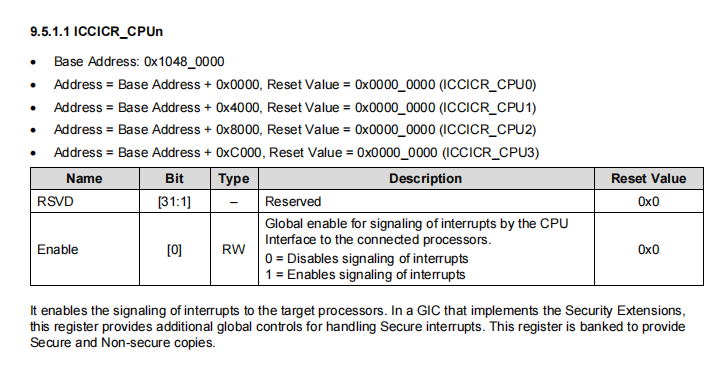 9.5.1.1 ICCICR_CPUn
• Base Address: 0x1048_0000
• Address = Base Address + 0x0000, Reset Value = 0x0000_0000 (ICCICR_CPU0)
• Address = Base Address + 0x4000, Reset Value = 0x0000_0000 (ICCICR_CPU1)
• Address = Base Address + 0x8000, Reset Value = 0x0000_0000 (ICCICR_CPU2)
• Address = Base Address + 0xC000, Reset Value = 0x0000_0000 (ICCICR_CPU3)
Name Bit Type Description Reset Value
RSVD [31:1] – Reserved 0x0
Global enable for signaling of interrupts by the CPU
Interface to the connected processors.
Enable [0] RW 0x0
0 = Disables signaling of interrupts
1 = Enables signaling of interrupts
It enables the signaling of interrupts to the target processors. In a GIC that implements the Security Extensions,
this register provides additional global controls for handling Secure interrupts. This register is banked to provide
Secure and Non-secure copies.